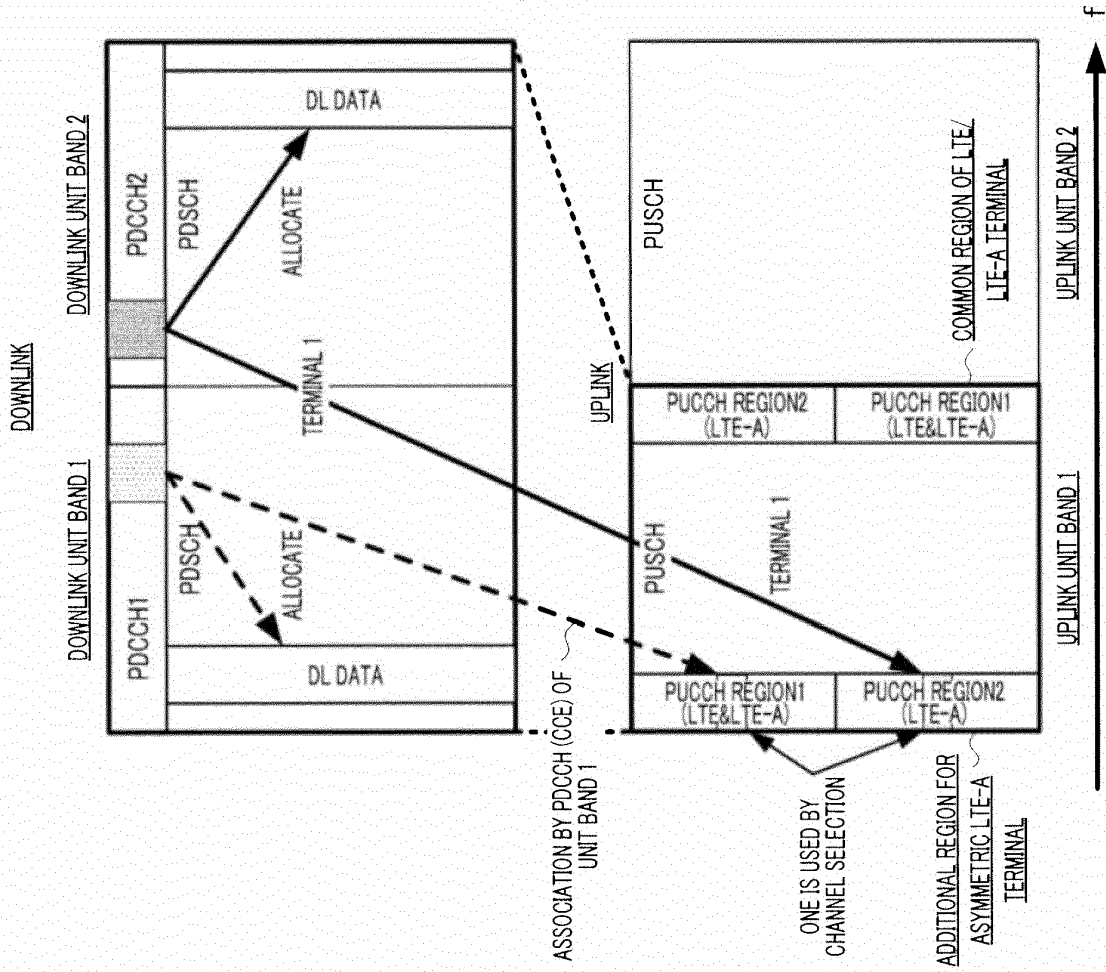 DOWNLINK
DOWNLINK UNIT BAND 1
DOWNLINK UNIT BAND 2
PDCCH1
PDCCH2
PDSCH
PDSCH
ALLOCATE
ALLOCATE
TERMINAL 1
DL DATA
DL DATA
ASSOCIATION BY PDCCH (CCE) OF
UNIT BAND 1
UPLINK
PUCCH REGION1
(LTE&LTE-A)
PUCCH REGION2
(LTE-A)
PUSCH
TERMINAL 1
PUCCH REGION2
(LTE-A)
PUCCH REGION1
(LTE&LTE-A)
PUSCH
ONE IS USED BY
CHANNEL SELECTION
ADDITIONAL REGION FOR
ASYMMETRIC LTE-A
TERMINAL
COMMON REGION OF LTE/
LTE-A TERMINAL
UPLINK UNIT BAND 1
UPLINK UNIT BAND 2
f